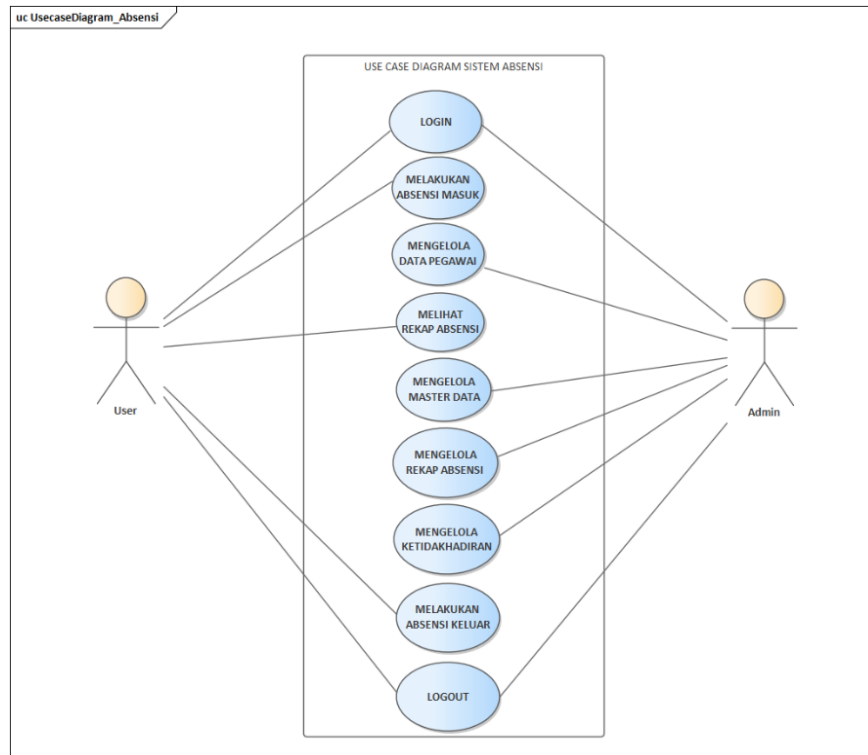 uc UsecaseDiagram_Absensi
USE CASE DIAGRAM SISTEM ABSENSI
LOGIN
MELAKUKAN
ABSENSI MASUK
MENGELOLA
DATA PEGAWAI
MELIHAT
REKAP ABSENSI
MENGELOLA
MASTER DATA
User
Admin
MENGELOLA
REKAP ABSENSI
MENGELOLA
KETIDAKHADIRAN
MELAKUKAN
ABSENSI KELUAR
LOGOUT